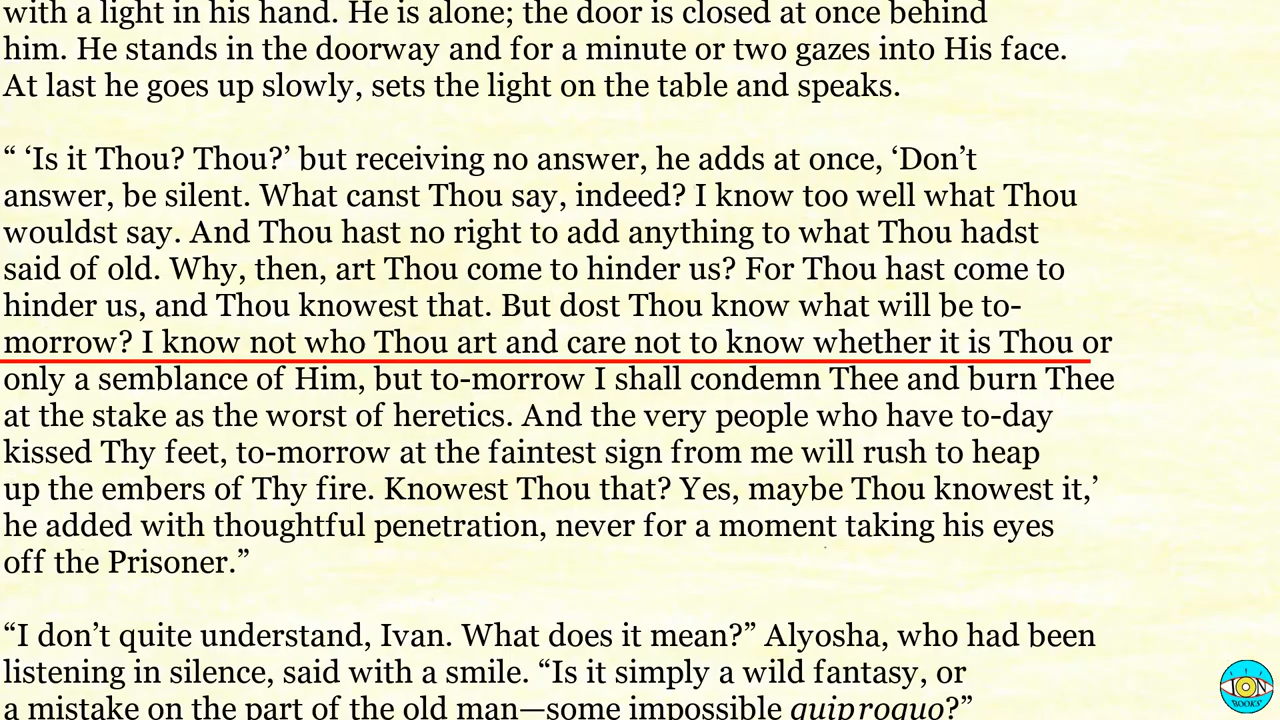 with a light in his hand. He is alone; the door is closed at once behind
him. He stands in the doorway and for a minute or two gazes into His face.
At last he goes up slowly, sets the light on the table and speaks.
“ ‘Is it Thou? Thou?’ but receiving no answer, he adds at once, ‘Don’t
answer, be silent. What canst Thou say, indeed? I know too well what Thou
wouldst say. And Thou hast no right to add anything to what Thou hadst
said of old. Why, then, art Thou come to hinder us? For Thou hast come to
hinder us, and Thou knowest that. But dost Thou know what will be to-
morrow? I know not who Thou art and care not to know whether it is Thou or
only a semblance of Him, but to-morrow I shall condemn Thee and burn Thee
at the stake as the worst of heretics. And the very people who have to-day
kissed Thy feet, to-morrow at the faintest sign from me will rush to heap
up the embers of Thy fire. Knowest Thou that? Yes, maybe Thou knowest it,’
he added with thoughtful penetration, never for a moment taking his eyes
off the Prisoner.”
“I don’t quite understand, Ivan. What does it mean?” Alyosha, who had been
listening in silence, said with a smile. “Is it simply a wild fantasy, or
a mistake on the part of the old man—some impossible quiproquo?”
ION
BOOKS